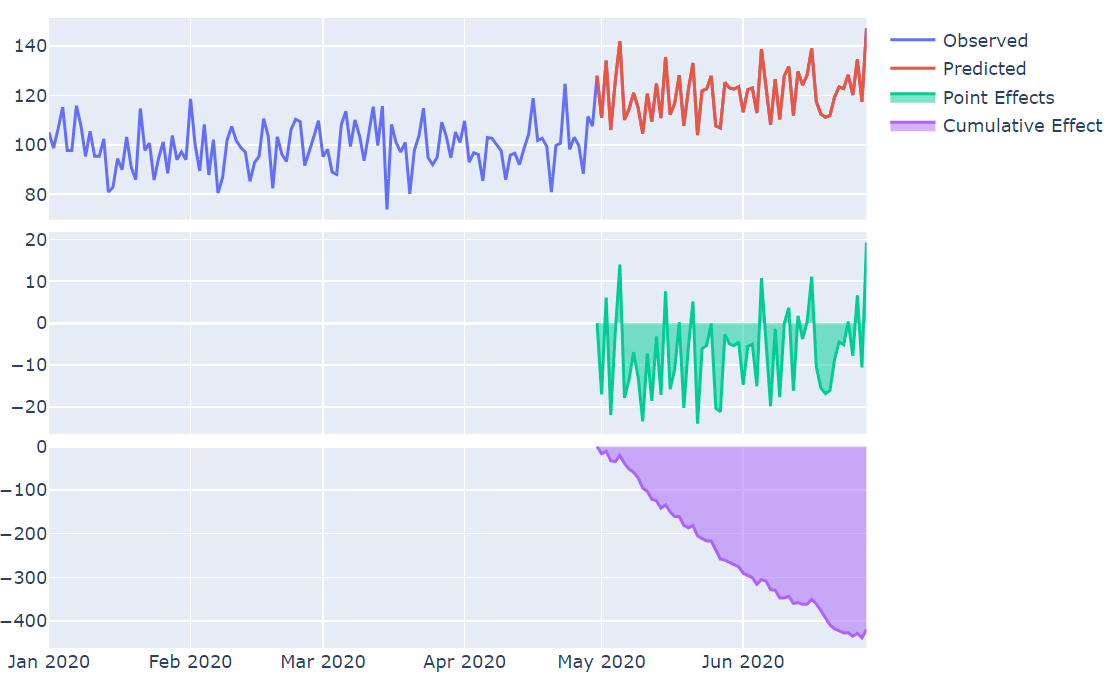 140
120
100
80
20
10
0
−10
−20
0
−100
−200
−300
−400
Jan 2020 Feb 2020 Mar 2020 Apr 2020 May 2020 Jun 2020
Observed
Predicted
Point Effects
Cumulative Effect